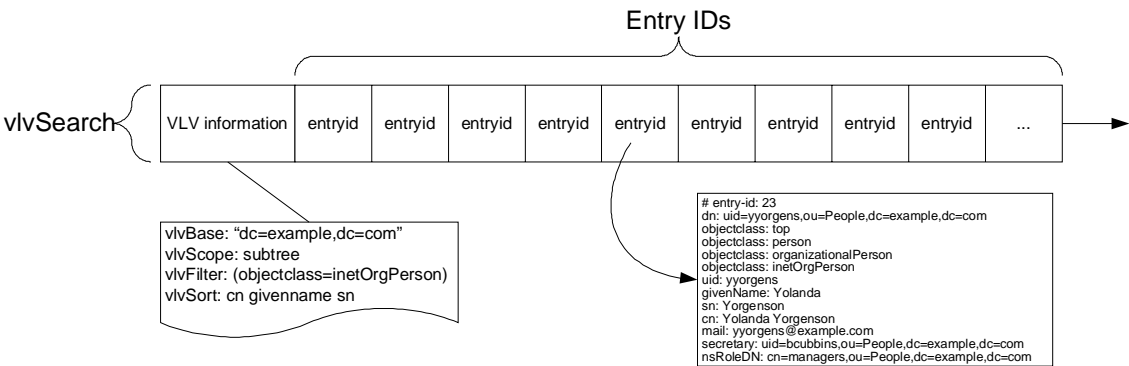 Entry IDs
vlvSearch
VLV information entryid entryid entryid entryid entryid entryid entryid entryid entryid ...
vlvBase: “dc=example,dc=com”
vlvScope: subtree
vlvFilter: (objectclass=inetOrgPerson)
vlvSort: cn givenname sn
# entry-id: 23
dn: uid=yyorgens,ou=People,dc=example,dc=com
objectclass: top
objectclass: person
objectclass: organizationalPerson
objectclass: inetOrgPerson
uid: yyorgens
givenName: Yolanda
sn: Yorgenson
cn: Yolanda Yorgenson
mail: yyorgens@example.com
secretary: uid=bcubbins,ou=People,dc=example,dc=com
nsRoleDN: cn=managers,ou=People,dc=example,dc=com